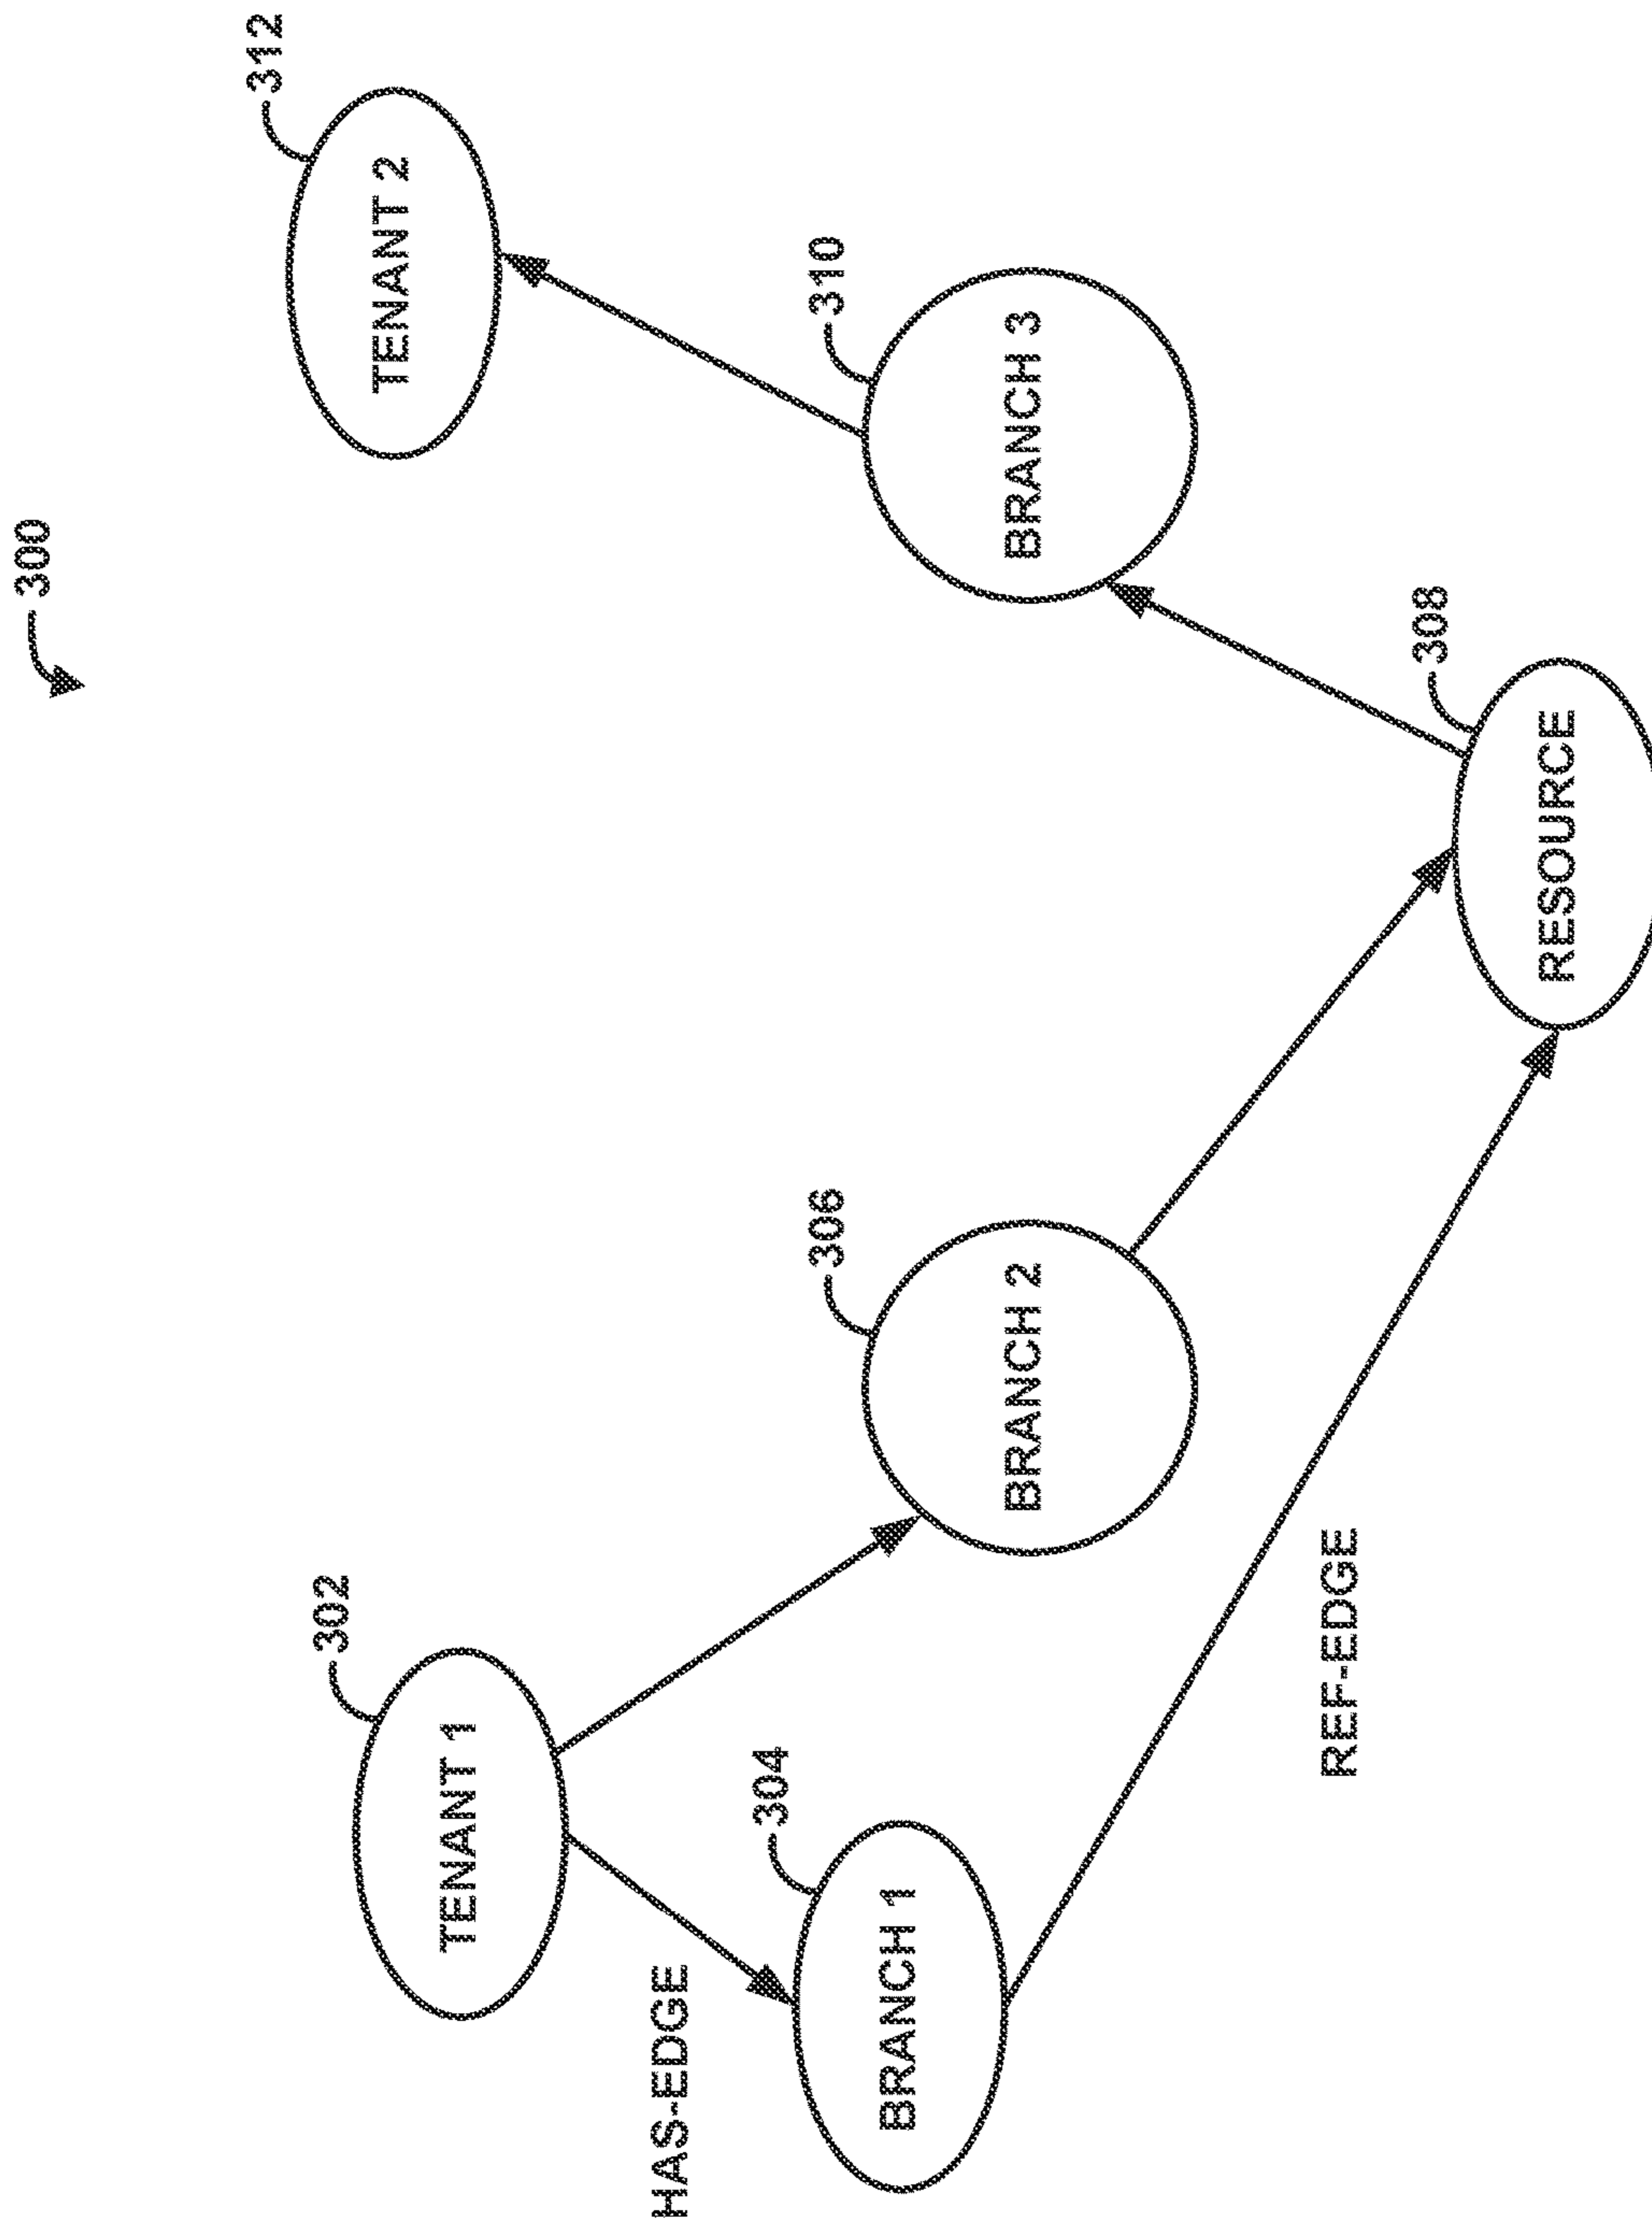 300
312
TENANT 2
302
TENANT 1
310
306
304
BRANCH 3
BRANCH 2
HAS-EDGE
BRANCH 1
308
REF-EDGE
RESOURCE